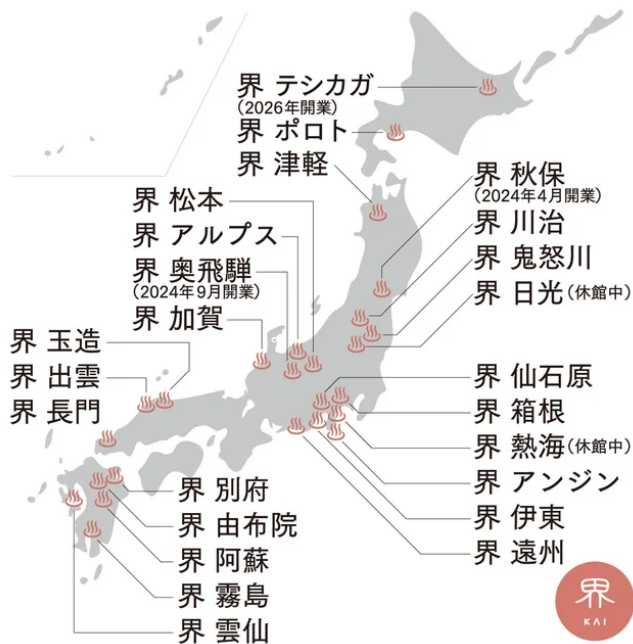 界 テシカガ
(2026年開業)
界 ポロト
界 津軽
界 松本
界 アルプス
界 奥飛騨
(2024年9月開業)
界 加賀
界 玉造
界 出雲
界 長門
界 秋保
(2024年4月開業)
界 川治
界 鬼怒川
界 日光(休館中)
界 仙石原
界 箱根
界 熱海(休館中)
界 アンジン
界 伊東
界 遠州
界 別府
界 由布院
界 阿蘇
界 霧島
界 雲仙
界
KAI